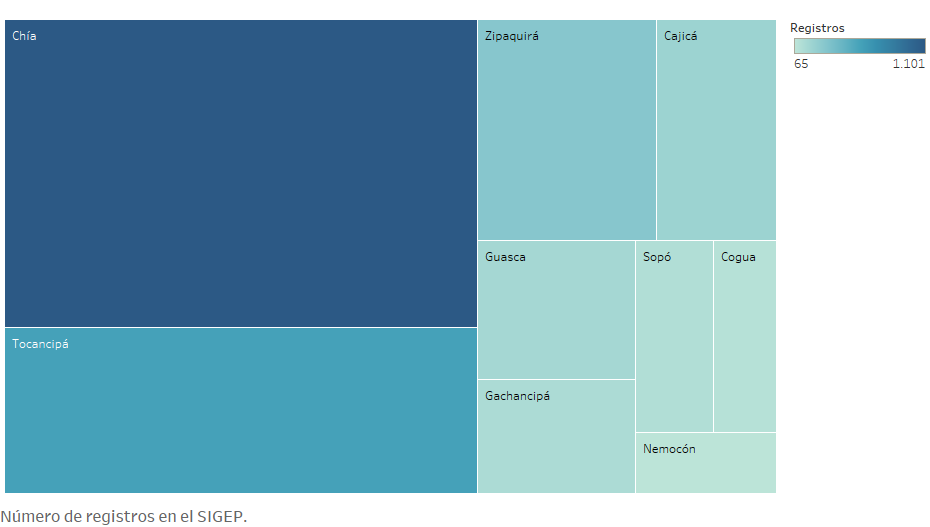 Chía
Zipaquirá
Cajicá
Registros
65
1.101
Guasca
Sopó
Cogua
Tocancipá
Gachancipá
Nemocón
Número de registros en el SIGEP.